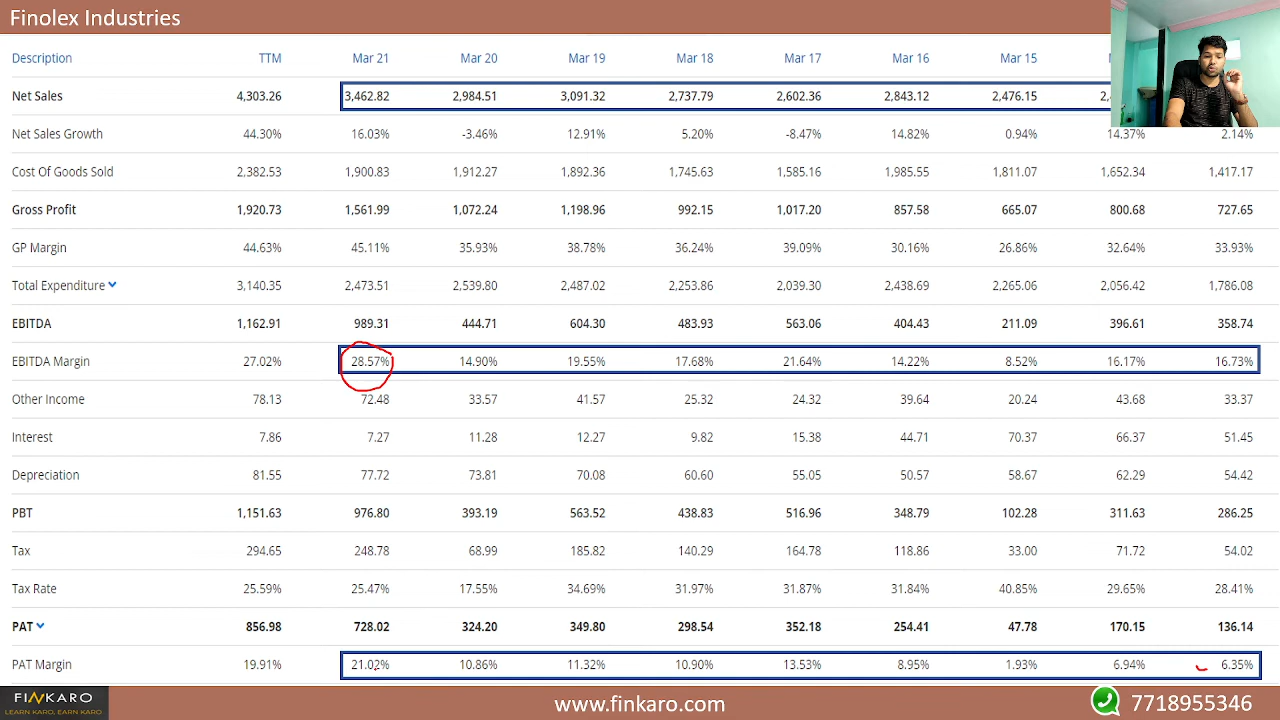 Finolex Industries
Description TTM Mar 21 Mar 20 Mar 19 Mar 18 Mar 17 Mar 16 Mar 15
Net Sales 4,303.26 3,462.82 2,984.51 3,091.32 2,737.79 2,602.36 2,843.12 2,476.15
Net Sales Growth 44.30% 16.03% -3.46% 12.91% 5.20% -8.47% 14.82% 0.94% 14.37% 2.14%
Cost Of Goods Sold 2,382.53 1,900.83 1,912.27 1,892.36 1,745.63 1,585.16 1,985.55 1,811.07 1,652.34 1,417.17
Gross Profit 1,920.73 1,561.99 1,072.24 1,198.96 992.15 1,017.20 857.58 665.07 800.68 727.65
GP Margin 44.63% 45.11% 35.93% 38.78% 36.24% 39.09% 30.16% 26.86% 32.64% 33.93%
Total Expenditure 3,140.35 2,473.51 2,539.80 2,487.02 2,253.86 2,039.30 2,438.69 2,265.06 2,056.42 1,786.08
EBITDA 1,162.91 989.31 444.71 604.30 483.93 563.06 404.43 211.09 396.61 358.74
EBITDA Margin 27.02% 28.57% 14.90% 19.55% 17.68% 21.64% 14.22% 8.52% 16.17% 16.73%
Other Income 78.13 72.48 33.57 41.57 25.32 24.32 39.64 20.24 43.68 33.37
Interest 7.86 7.27 11.28 12.27 9.82 15.38 44.71 70.37 66.37 51.45
Depreciation 81.55 77.72 73.81 70.08 60.60 55.05 50.57 58.67 62.29 54.42
PBT 1,151.63 976.80 393.19 563.52 438.83 516.96 348.79 102.28 311.63 286.25
Tax 294.65 248.78 68.99 185.82 140.29 164.78 118.86 33.00 71.72 54.02
Tax Rate 25.59% 25.47% 17.55% 34.69% 31.97% 31.87% 31.84% 40.85% 29.65% 28.41%
PAT 856.98 728.02 324.20 349.80 298.54 352.18 254.41 47.78 170.15 136.14
PAT Margin 19.91% 21.02% 10.86% 11.32% 10.90% 13.53% 8.95% 1.93% 6.94% 6.35%
FINKARO
LEARN KARO, EARN KARO
www.finkaro.com
7718955346